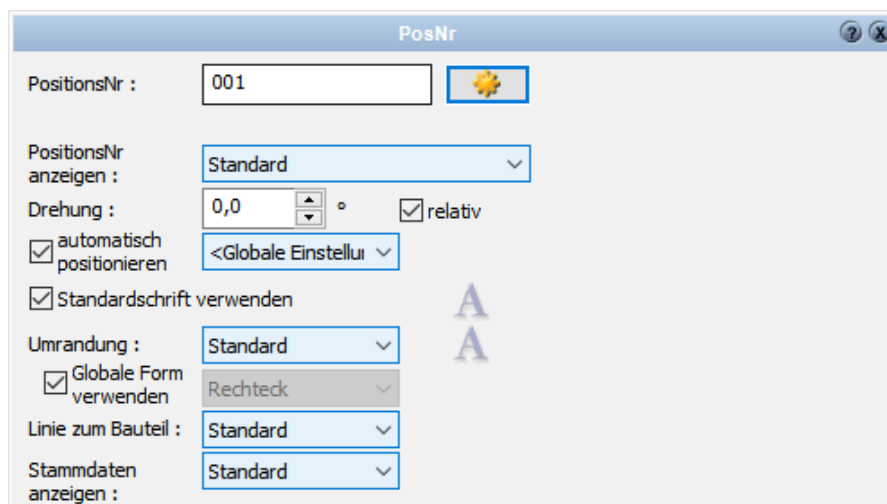 PosNr
PositionsNr :
001
PositionsNr
anzeigen :
Standard
Drehung :
0,0
°
relativ
automatisch
positionieren
<Globale Einstellu
Standardschrift verwenden
A
Umrandung :
Standard
A
Globale Form
verwenden
Rechteck
Linie zum Bauteil :
Standard
Stammdaten
anzeigen :
Standard